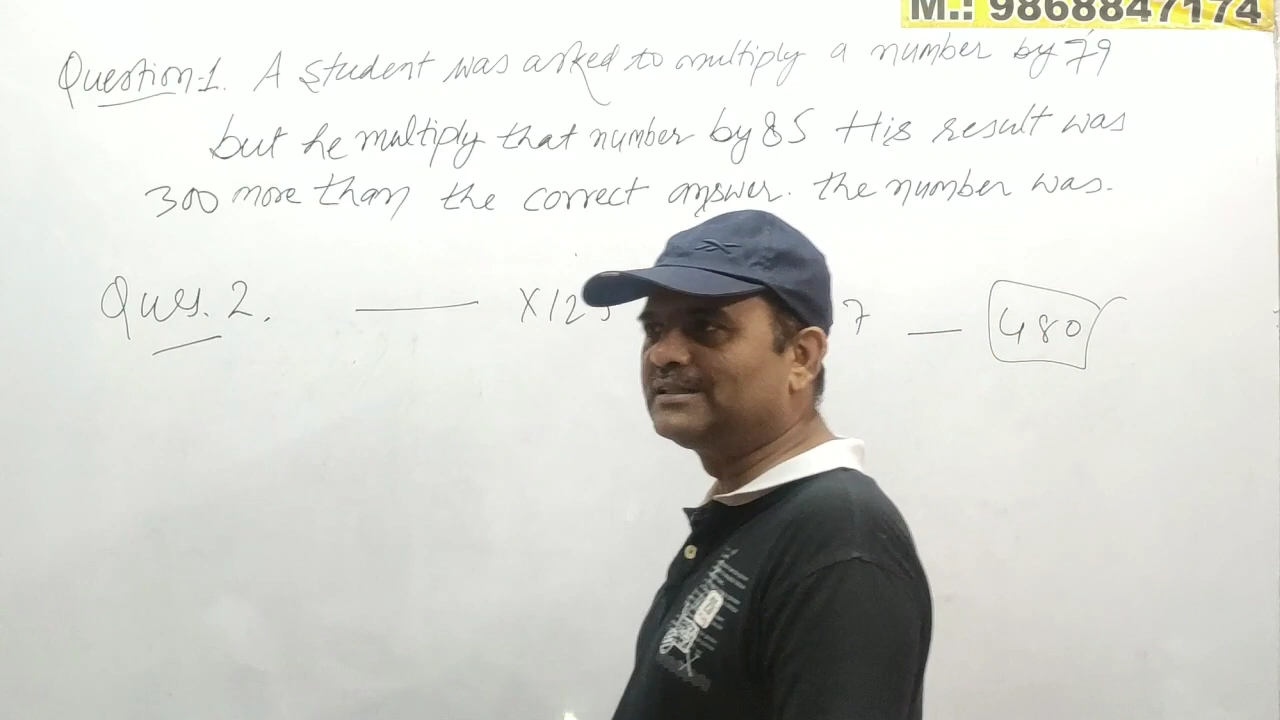 M.: 9868847174
Question 1. A student was asked to multiply a number by 79
but he multiply that number by 85 His result was
300 more than the correct answer. the number was.
Ques. 2. — X12 7 — 480